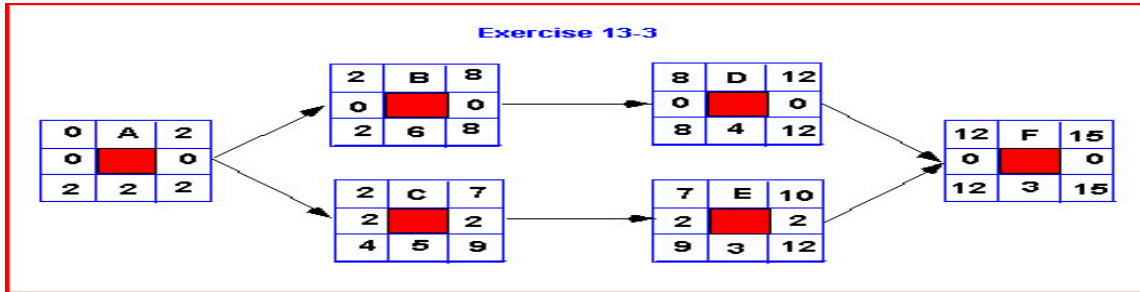 Exercise 13-3
0 A 2
0 0
2 2 2
2 B 8
0 0
2 6 8
8 D 12
0 0
8 4 12
2 C 7
2 2
4 5 9
7 E 10
2 2
9 3 12
12 F 15
0 0
12 3 15